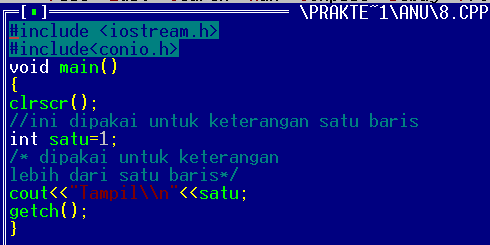 \PRAKTE~1\ANU\8.CPP
#include <iostream.h>
#include<conio.h>
void main()
{
clrscr();
//ini dipakai untuk keterangan satu baris
int satu=1;
/* dipakai untuk keterangan
lebih dari satu baris*/
cout<<"Tampil\\n"<<satu;
getch();
}